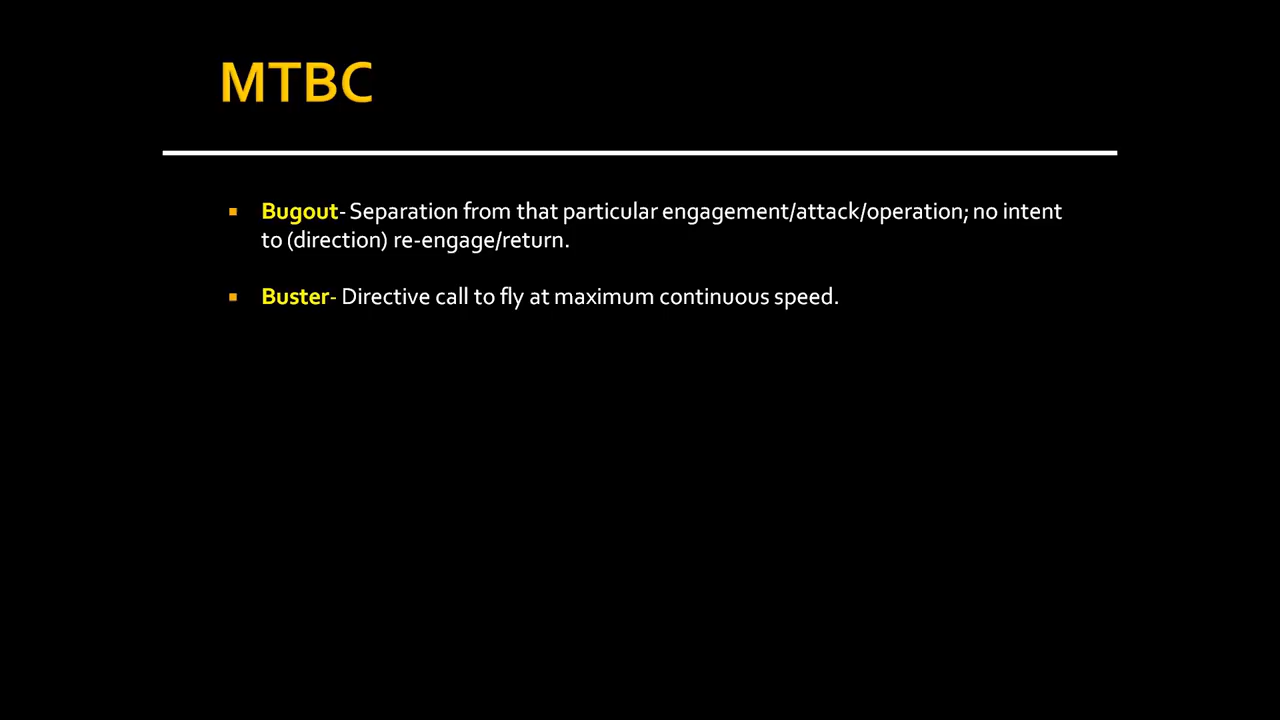 MTBC
Bugout- Separation from that particular engagement/attack/operation; no intent
to (direction) re-engage/return.
Buster- Directive call to fly at maximum continuous speed.